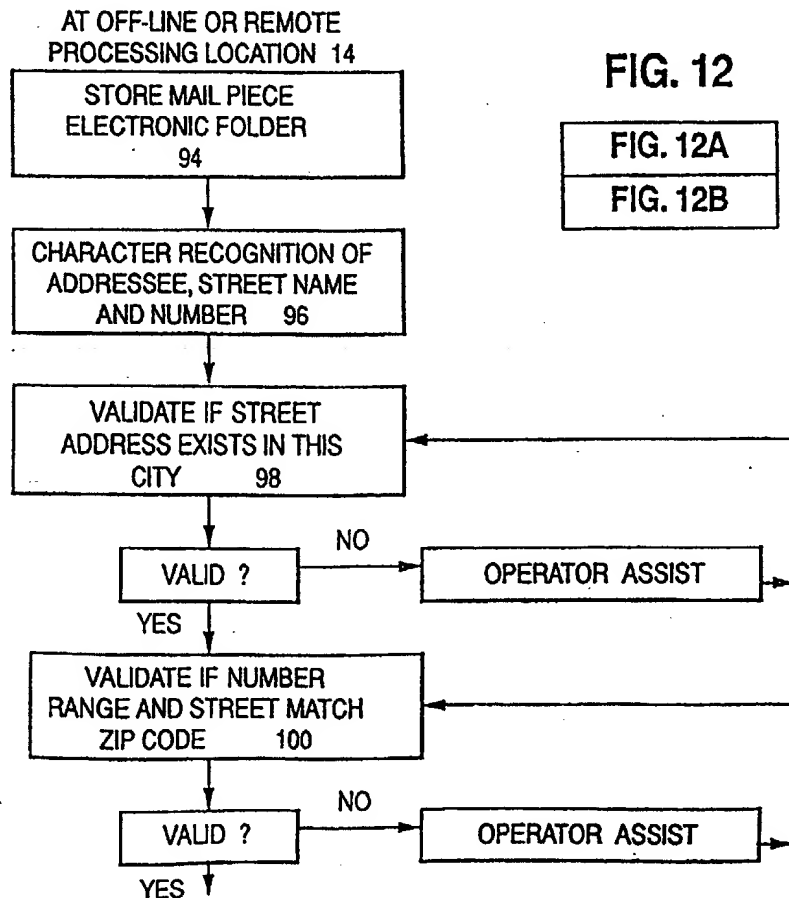 AT OFF-LINE OR REMOTE
PROCESSING LOCATION 14
STORE MAIL PIECE
ELECTRONIC FOLDER
94
FIG. 12
FIG. 12A
FIG. 12B
CHARACTER RECOGNITION OF
ADDRESSEE, STREET NAME
AND NUMBER 96
VALIDATE IF STREET
ADDRESS EXISTS IN THIS
CITY 98
VALID ?
NO
OPERATOR ASSIST
YES
VALIDATE IF NUMBER
RANGE AND STREET MATCH
ZIP CODE 100
VALID ?
NO
OPERATOR ASSIST
YES